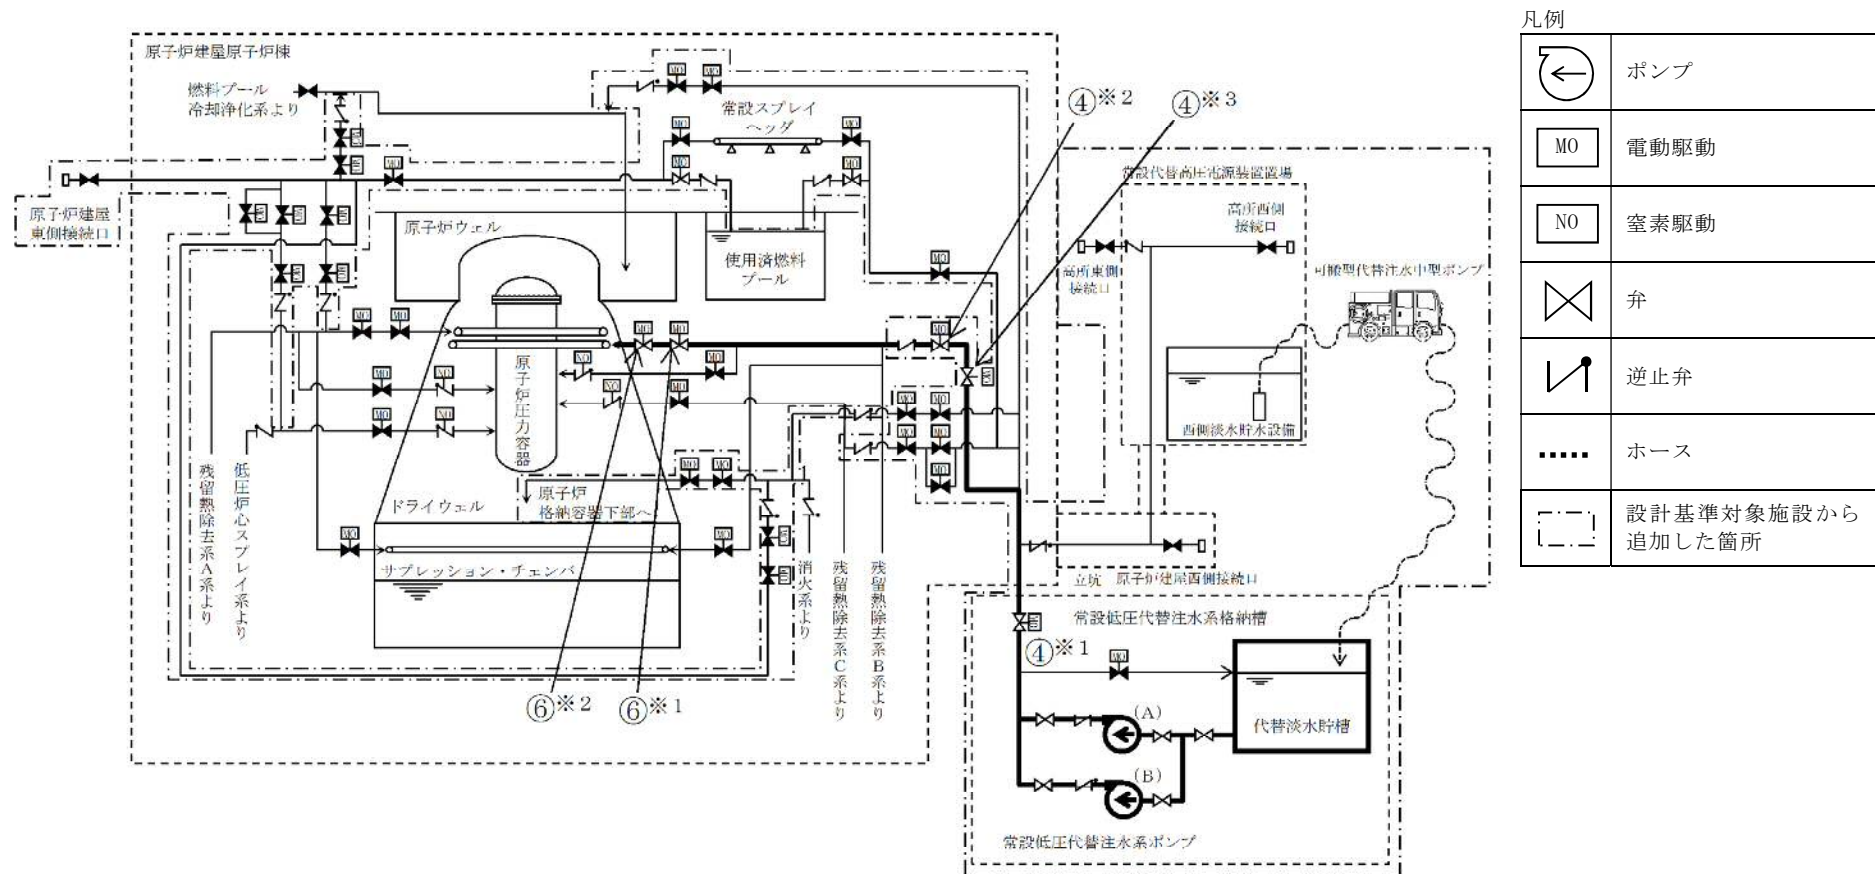 凡例
ポンプ
MO
電動駆動
NO
窒素駆動
弁
逆止弁
ホース
設計基準対象施設から
追加した箇所
原子炉建屋原子炉棟
燃料プール
冷却浄化系より
常設スプレイ
ヘッダ
④※2
④※3
原子炉建屋
東側接続口
原子炉ウェル
使用済燃料
プール
常設代替高圧電源装置置場
高所西側
接続口
高所東側
接続口
可搬型代替注水中型ポンプ
西側淡水貯水設備
原子炉圧力容器
ドライウェル
原子炉
格納容器下部へ
サプレッション・チェンバ
残留熱除去系A系より
低圧炉心スプレイ系より
消火系より
残留熱除去系C系より
残留熱除去系B系より
立坑
原子炉建屋西側接続口
常設低圧代替注水系格納槽
④※1
⑥※2
⑥※1
(A)
(B)
代替淡水貯槽
常設低圧代替注水系ポンプ